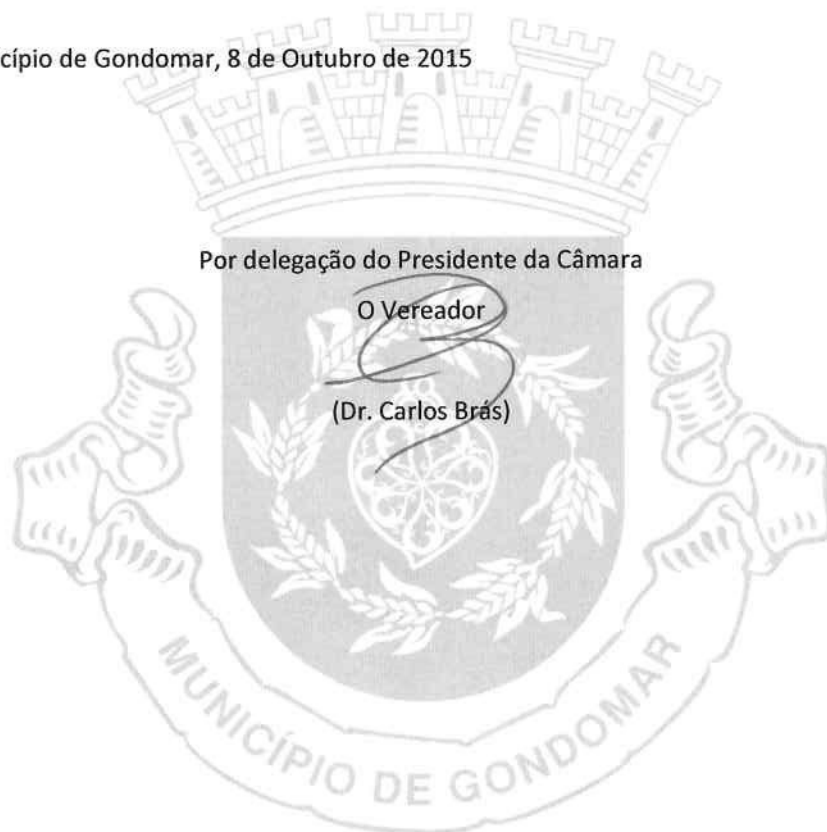 cípio de Gondomar, 8 de Outubro de 2015
Por delegação do Presidente da Câmara
O Vereador
(Dr. Carlos Brás)
MUNICÍPIO DE GONDOMAR